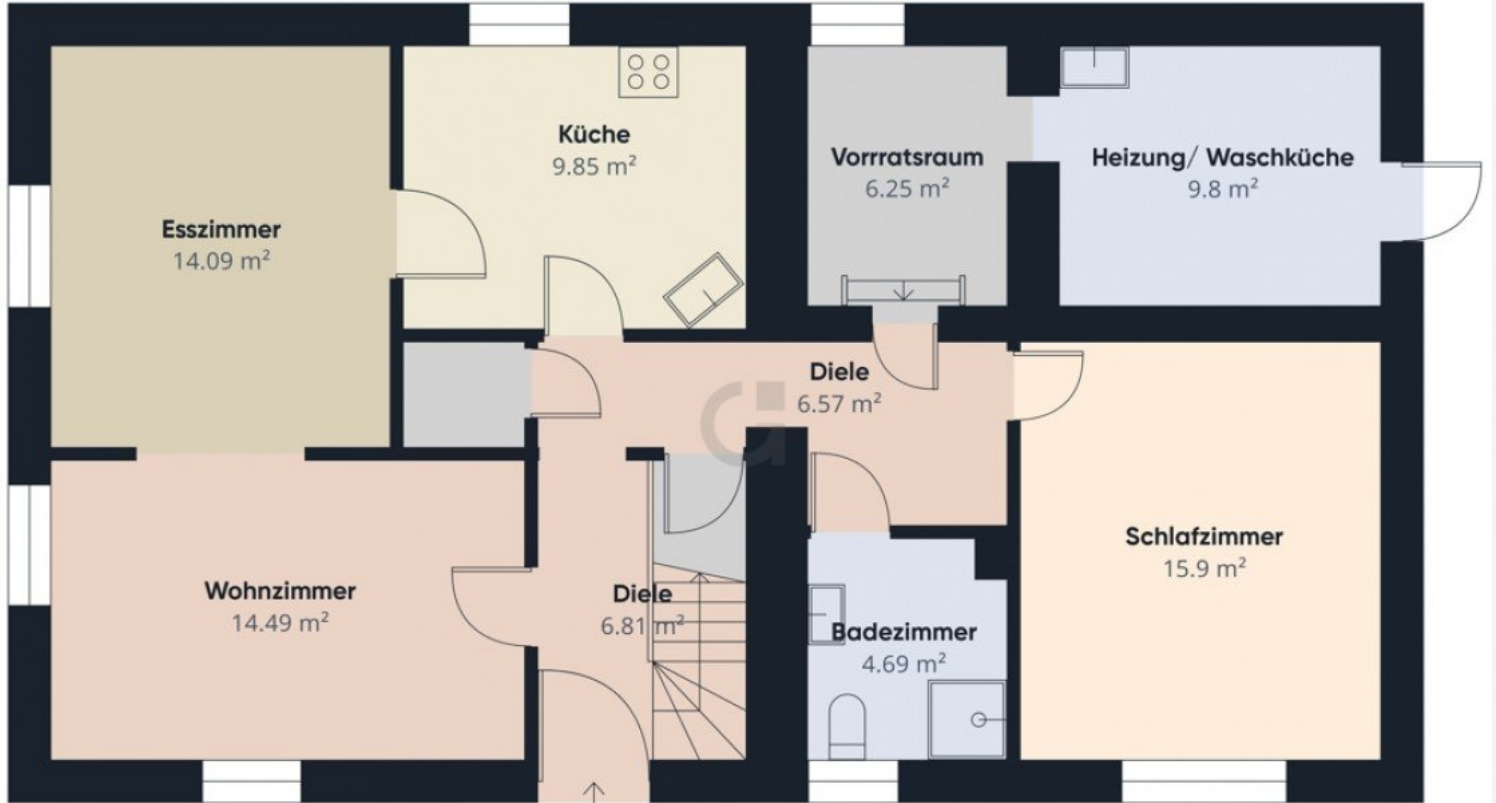 Küche
9.85 m²
Vorrratsraum
6.25 m²
Heizung/ Waschküche
9.8 m²
Esszimmer
14.09 m²
Diele
6.57 m²
Schlafzimmer
15.9 m²
Wohnzimmer
14.49 m²
Diele
6.81 m²
Badezimmer
4.69 m²